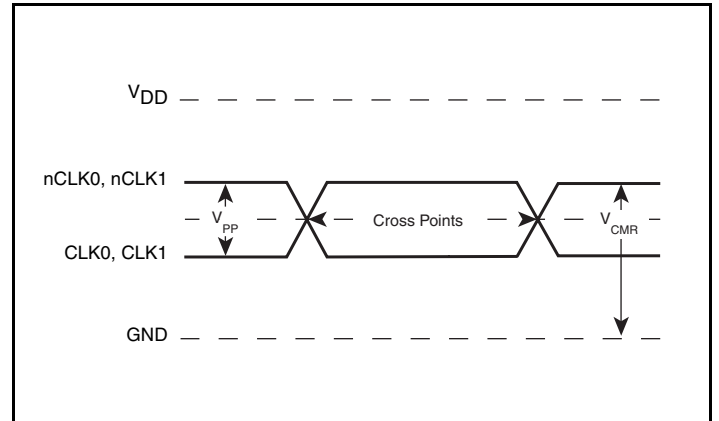 VDD
nCLK0, nCLK1
VPP
Cross Points
VCMR
CLK0, CLK1
GND